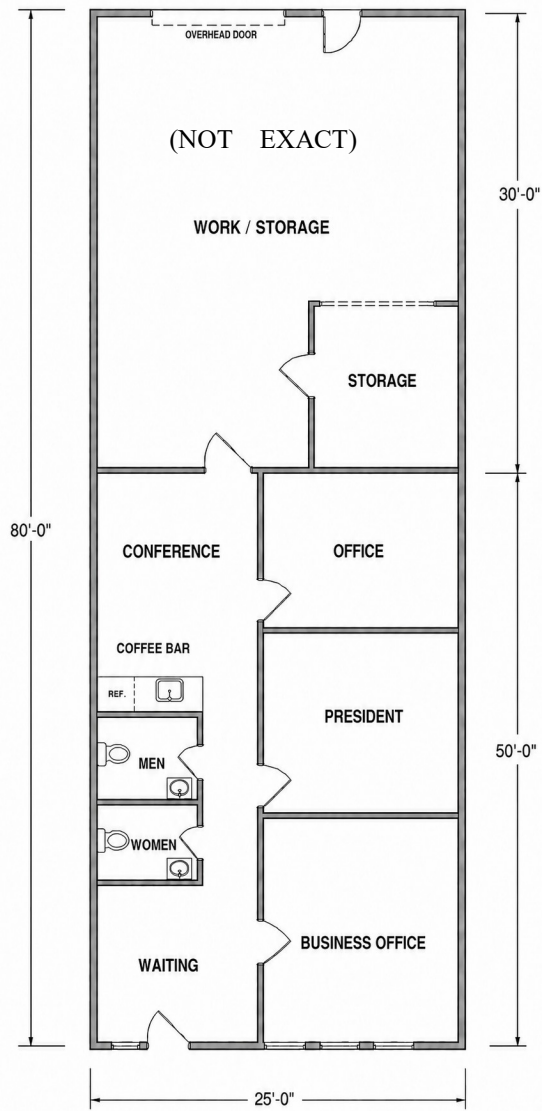 OVERHEAD DOOR
(NOT EXACT)
30'-0"
WORK / STORAGE
STORAGE
80'-0"
CONFERENCE
OFFICE
COFFEE BAR
REF.
PRESIDENT
50'-0"
MEN
WOMEN
BUSINESS OFFICE
WAITING
25'-0"